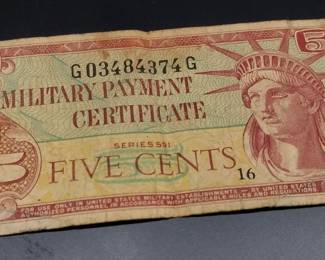 G03484374G
MILITARY PAYMENT
CERTIFICATE
SERIES 591
FIVE CENTS
16
FOR USE ONLY IN UNITED STATES MILITARY ESTABLISHMENTS — BY UNITED STATES
AUTHORIZED PERSONNEL IN ACCORDANCE WITH APPLICABLE RULES AND REGULATIONS
5